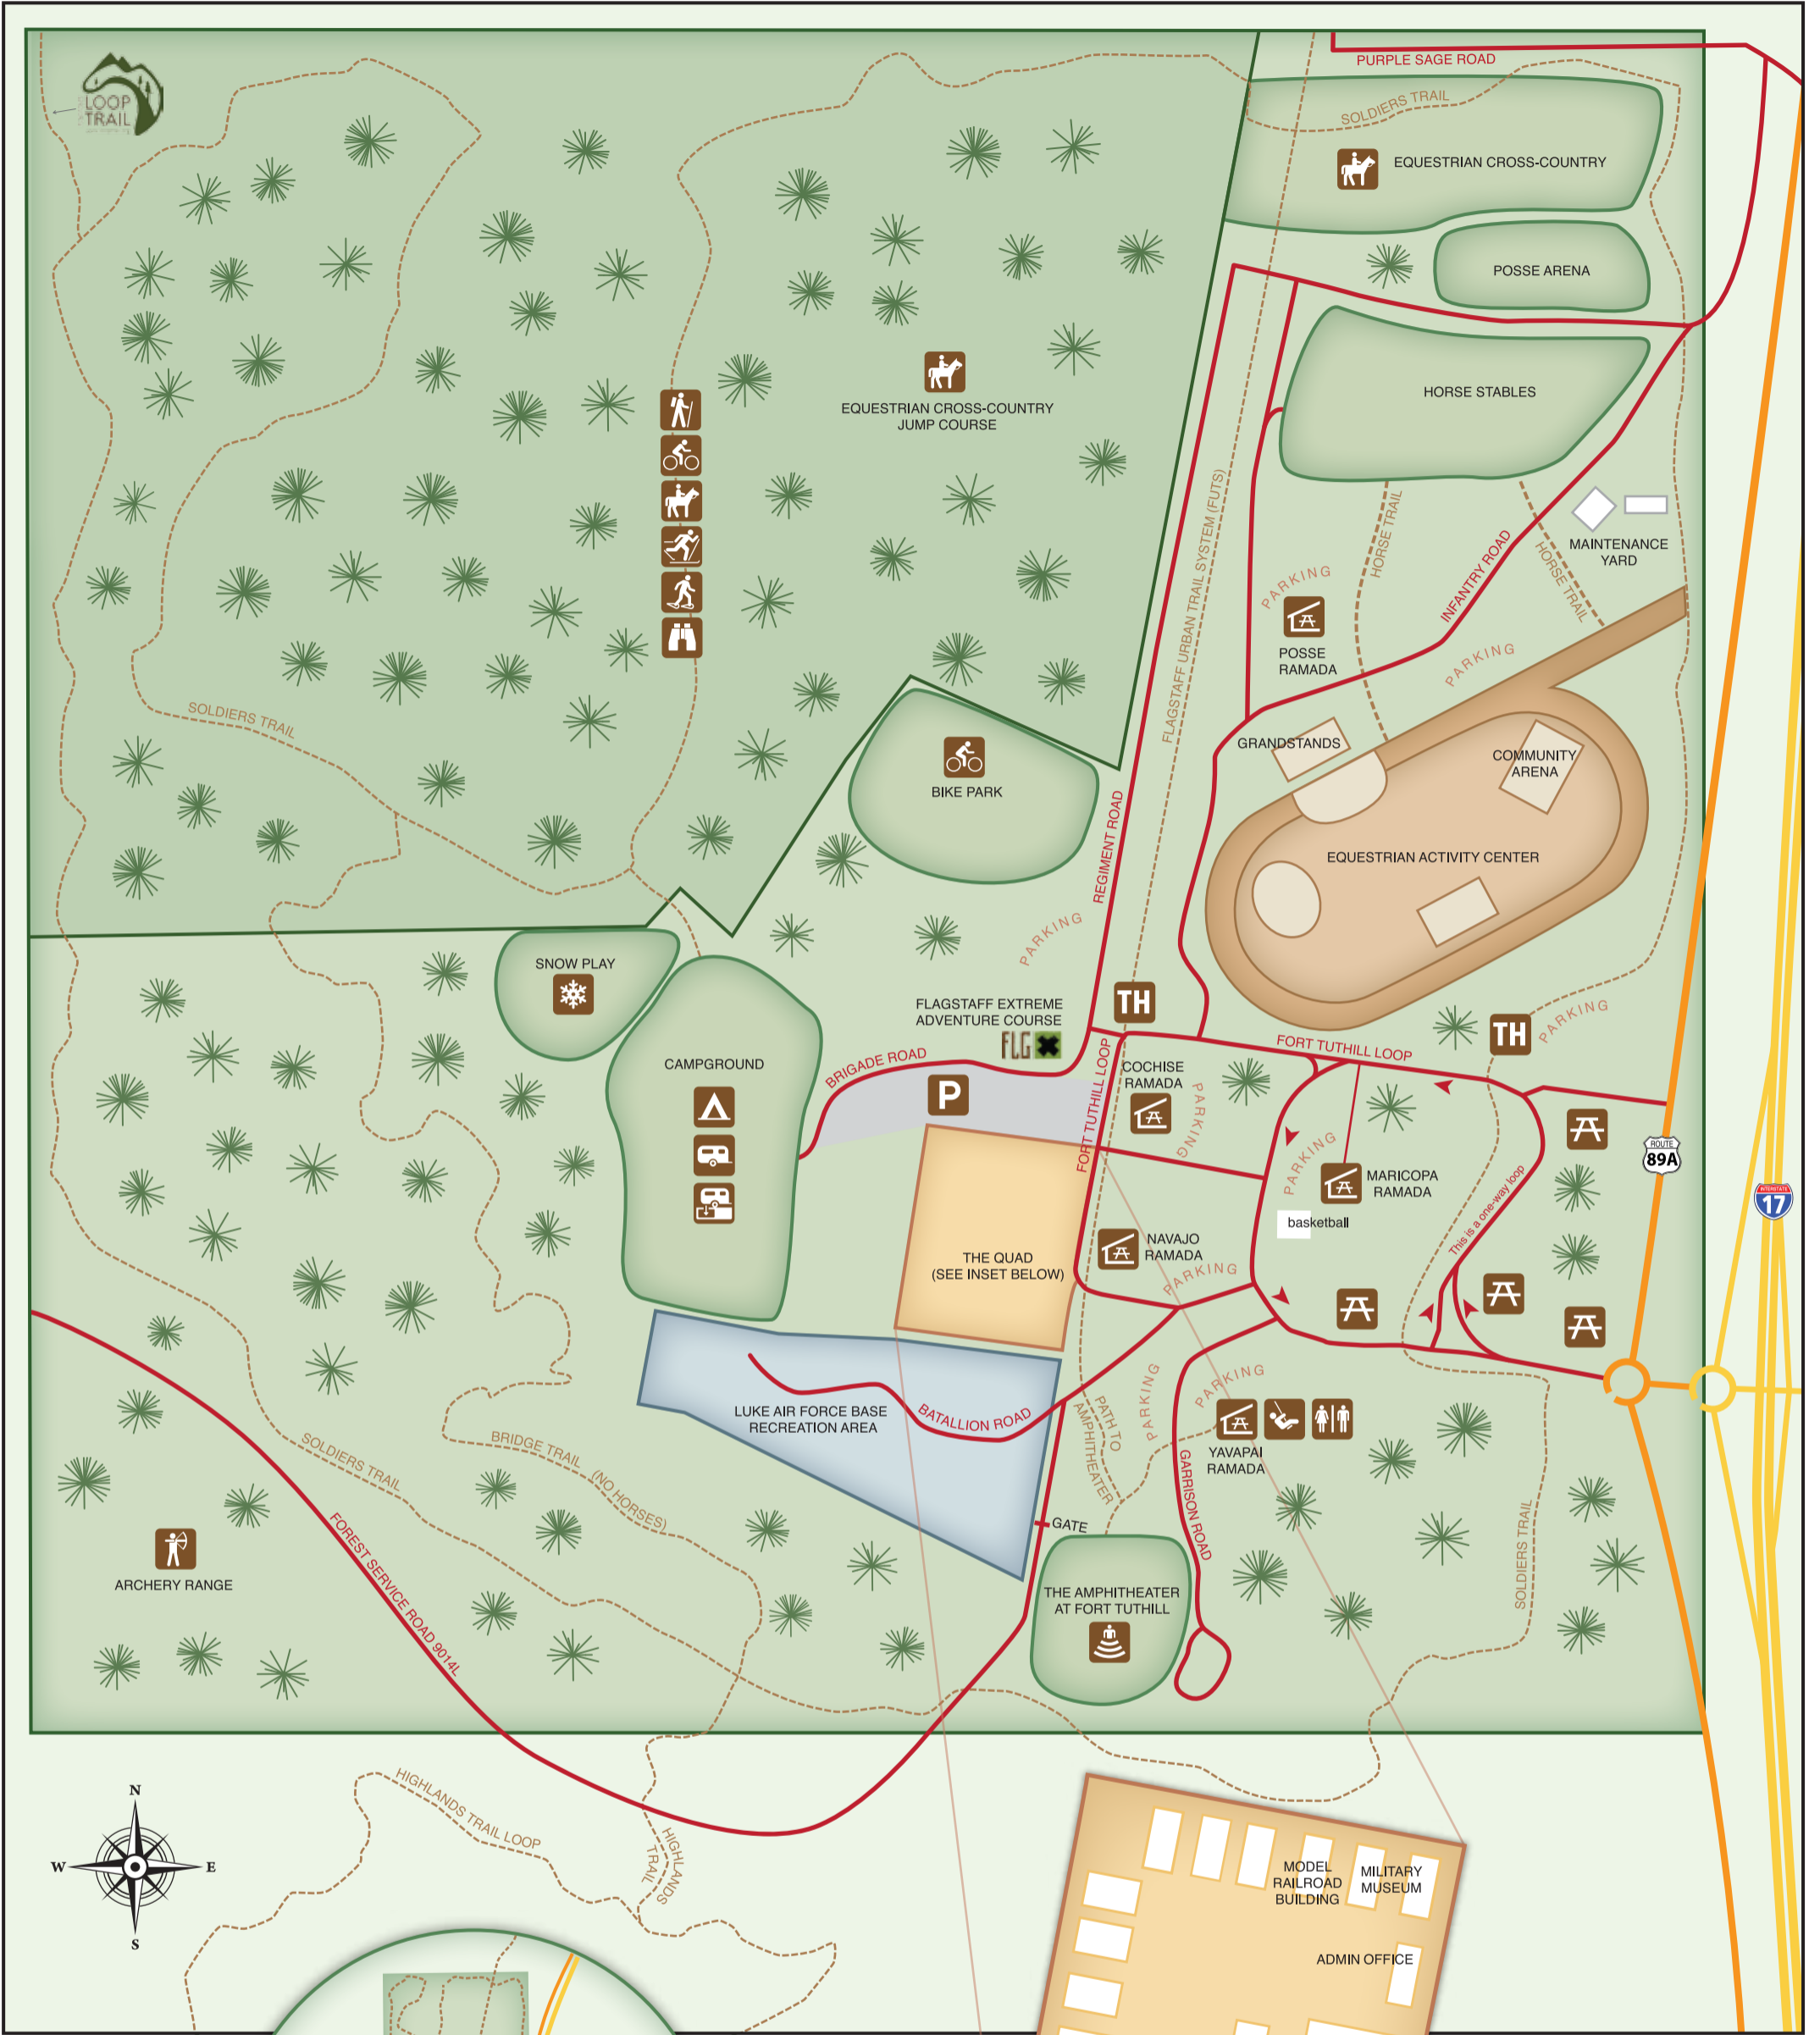 LOOP
TRAIL
PURPLE SAGE ROAD
SOLDIERS TRAIL
EQUESTRIAN CROSS-COUNTRY
POSSE ARENA
HORSE STABLES
EQUESTRIAN CROSS-COUNTRY
JUMP COURSE
FLAGSTAFF URBAN TRAIL SYSTEM (FUTS)
HORSE TRAIL
HORSE TRAIL
MAINTENANCE
YARD
INFANTRY ROAD
PARKING
POSSE
RAMADA
PARKING
SOLDIERS TRAIL
GRANDSTANDS
COMMUNITY
ARENA
BIKE PARK
REGIMENT ROAD
EQUESTRIAN ACTIVITY CENTER
PARKING
SNOW PLAY
FLAGSTAFF EXTREME
ADVENTURE COURSE
FLG
TH
TH
PARKING
CAMPGROUND
BRIGADE ROAD
FORT TUTHILL LOOP
FORT TUTHILL LOOP
COCHISE
RAMADA
P
PARKING
PARKING
MARICOPA
RAMADA
basketball
This is a one-way loop
ROUTE
89A
INTERSTATE
17
THE QUAD
(SEE INSET BELOW)
NAVAJO
RAMADA
PARKING
LUKE AIR FORCE BASE
RECREATION AREA
BATALLION ROAD
PATH TO
AMPHITHEATER
PARKING
PARKING
YAVAPAI
RAMADA
GARRISON ROAD
SOLDIERS TRAIL
BRIDGE TRAIL (NO HORSES)
SOLDIERS TRAIL
FOREST SERVICE ROAD 9014L
GATE
ARCHERY RANGE
THE AMPHITHEATER
AT FORT TUTHILL
HIGHLANDS TRAIL LOOP
HIGHLANDS
TRAIL
N
W
E
S
MODEL
RAILROAD
BUILDING
MILITARY
MUSEUM
ADMIN OFFICE